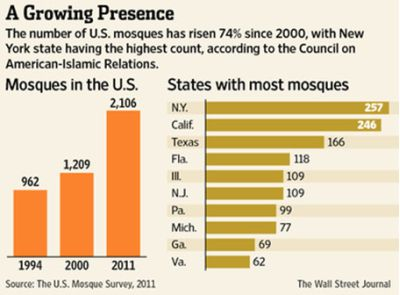 A Growing Presence
The number of U.S. mosques has risen 74% since 2000, with New
York state having the highest count, according to the Council on
American-Islamic Relations.
Mosques in the U.S.
2,106
1,209
962
1994 2000 2011
States with most mosques
N.Y. 257
Calif. 246
Texas 166
Fla. 118
Ill. 109
N.J. 109
Pa. 99
Mich. 77
Ga. 69
Va. 62
Source: The U.S. Mosque Survey, 2011
The Wall Street Journal